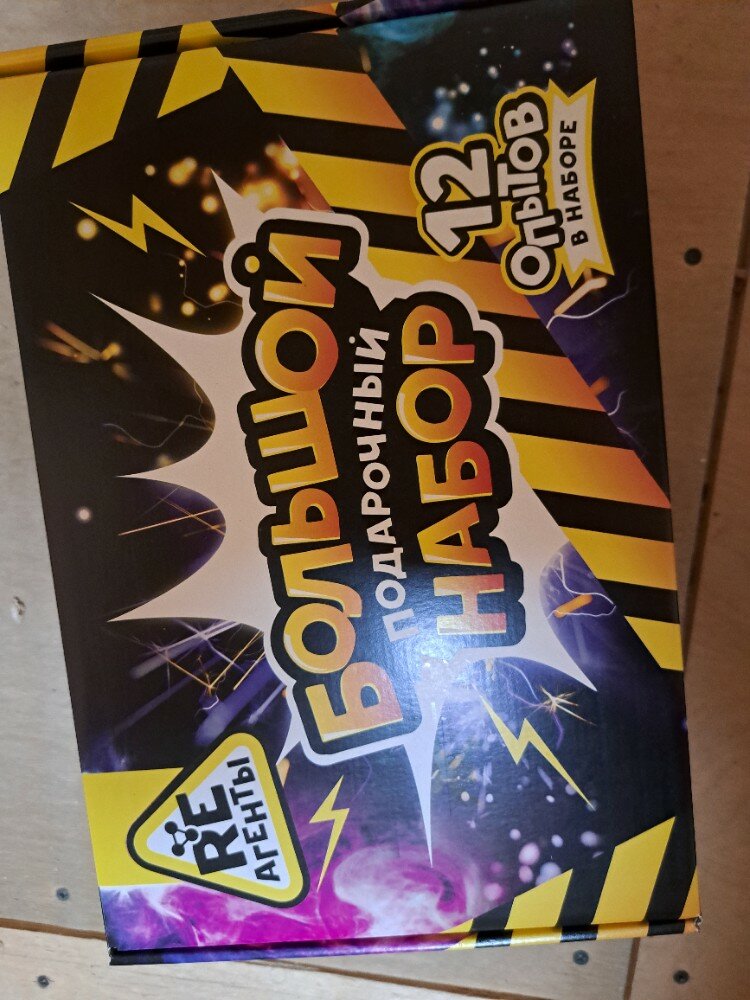 RE
АГЕНТЫ
БОЛЬШОЙ
ПОДАРОЧНЫЙ
НАБОР
12
ОПЫТОВ
В НАБОРЕ